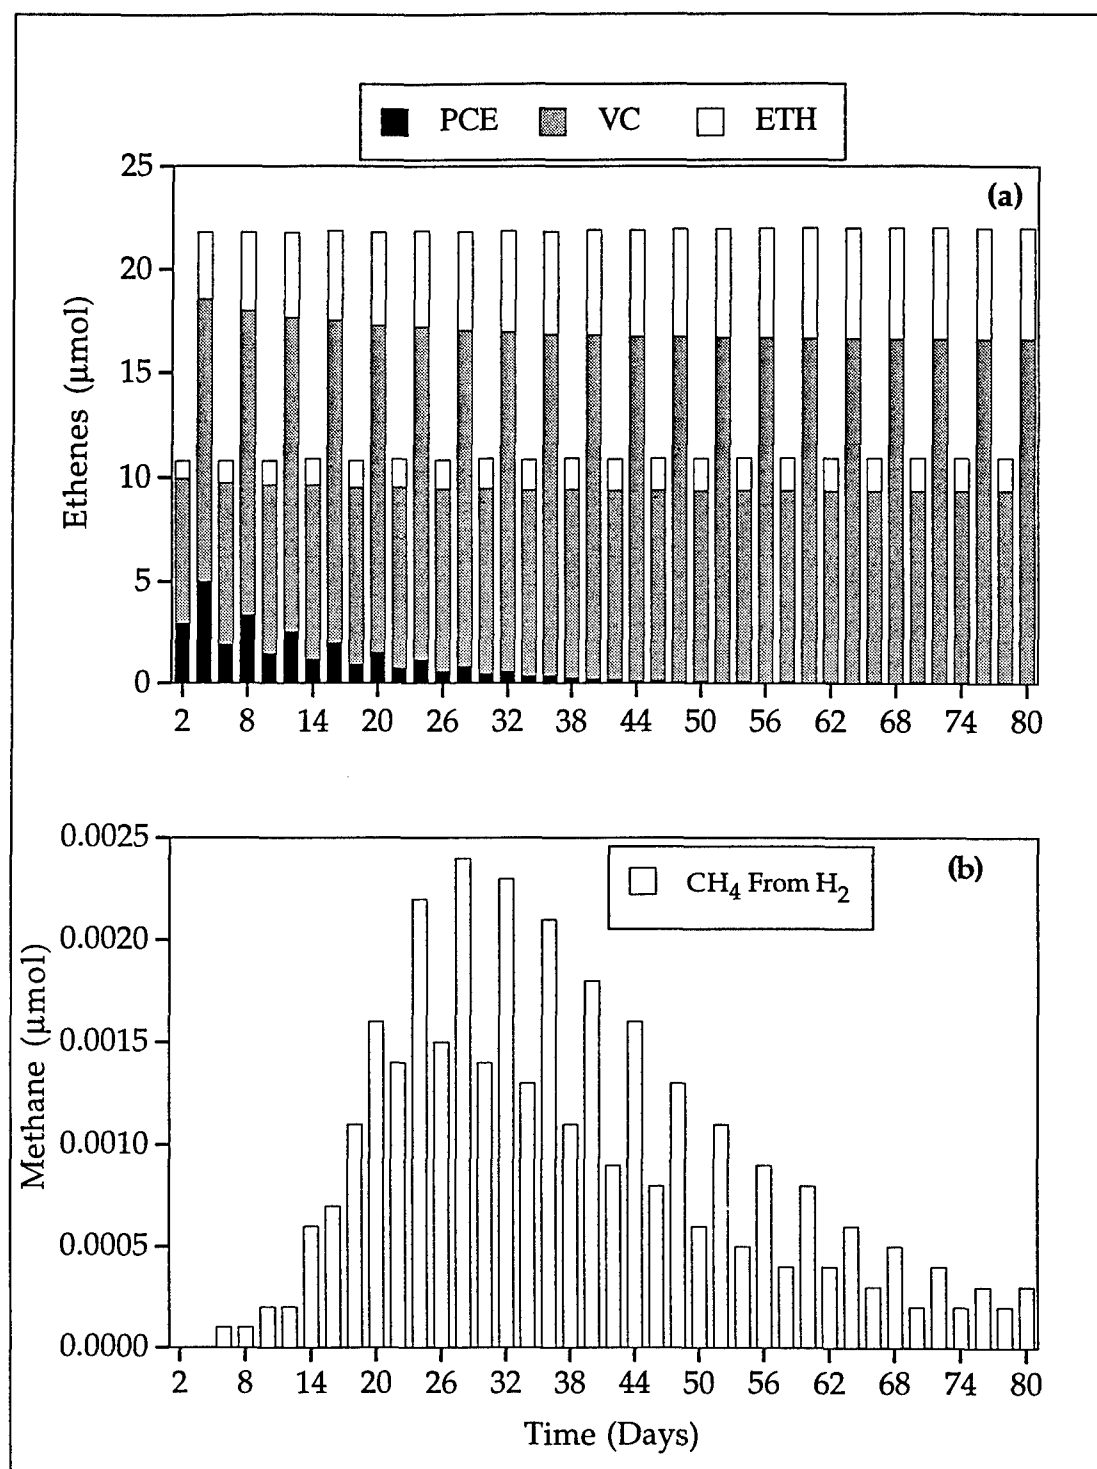 PCE VC ETH
25
(a)
20
15
10
5
0
Ethenes (µmol)
2 8 14 20 26 32 38 44 50 56 62 68 74 80
0.0025
CH4 From H2
(b)
0.0020
0.0015
0.0010
0.0005
0.0000
Methane (µmol)
2 8 14 20 26 32 38 44 50 56 62 68 74 80
Time (Days)